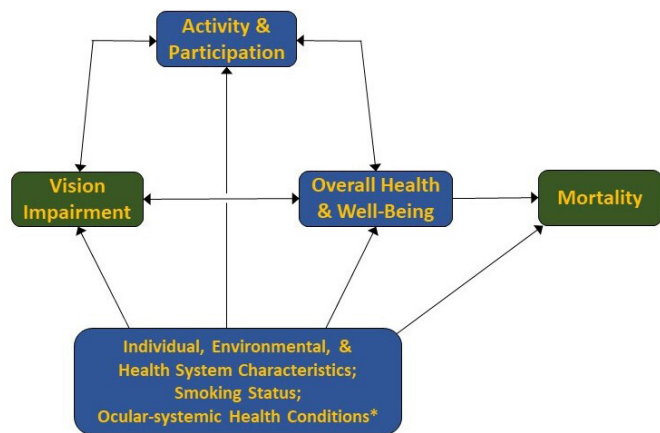 Activity &
Participation
Vision
Impairment
Overall Health
& Well-Being
Mortality
Individual, Environmental, &
Health System Characteristics;
Smoking Status;
Ocular-systemic Health Conditions*